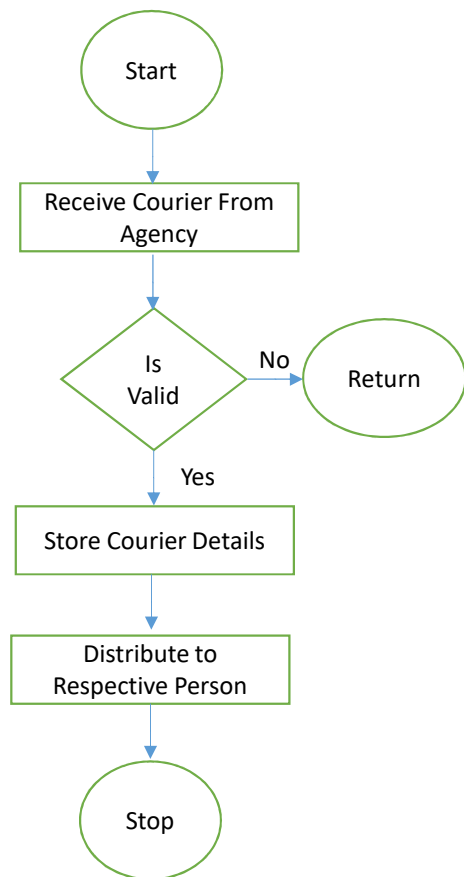 Start
Receive Courier From
Agency
Is
Valid
No
Return
Yes
Store Courier Details
Distribute to
Respective Person
Stop